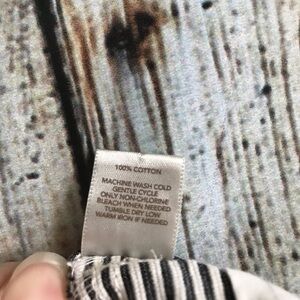 100% COTTON
MACHINE WASH COLD
GENTLE CYCLE
ONLY NON-CHLORINE
BLEACH WHEN NEEDED
TUMBLE DRY LOW
WARM IRON IF NEEDED